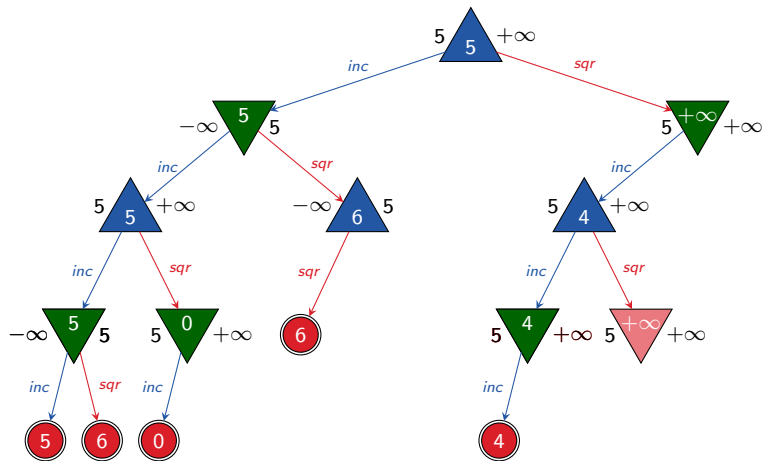 5 5 +∞
inc sqr
−∞ 5 5 5 +∞ +∞
inc sqr inc
5 5 +∞ −∞ 6 5 5 4 +∞
inc sqr sqr inc sqr
−∞ 5 5 5 0 +∞ 6 5 4 +∞ 5 +∞ +∞
inc sqr inc inc
5 6 0 4